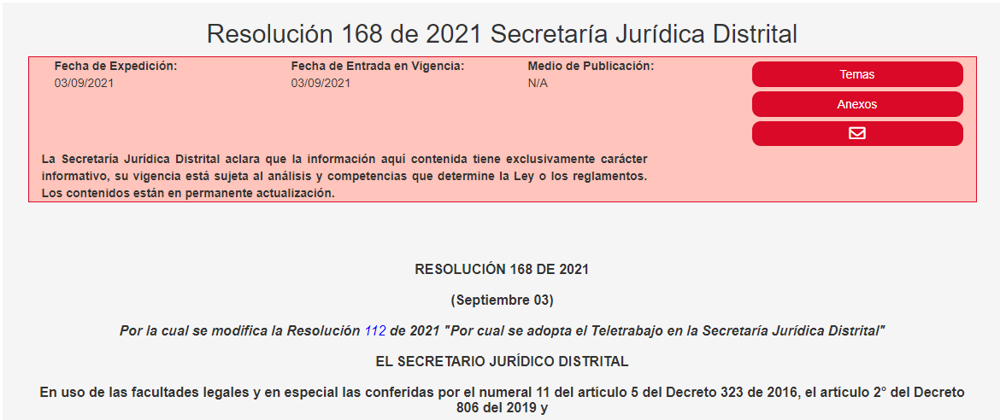 Resolución 168 de 2021 Secretaría Jurídica Distrital
Fecha de Expedición:
03/09/2021
Fecha de Entrada en Vigencia:
03/09/2021
Medio de Publicación:
N/A
Temas
Anexos
La Secretaría Jurídica Distrital aclara que la información aquí contenida tiene exclusivamente carácter
informativo, su vigencia está sujeta al análisis y competencias que determine la Ley o los reglamentos.
Los contenidos están en permanente actualización.
RESOLUCIÓN 168 DE 2021
(Septiembre 03)
Por la cual se modifica la Resolución 112 de 2021 "Por cual se adopta el Teletrabajo en la Secretaría Jurídica Distrital"
EL SECRETARIO JURÍDICO DISTRITAL
En uso de las facultades legales y en especial las conferidas por el numeral 11 del artículo 5 del Decreto 323 de 2016, el artículo 2° del Decreto
806 del 2019 y